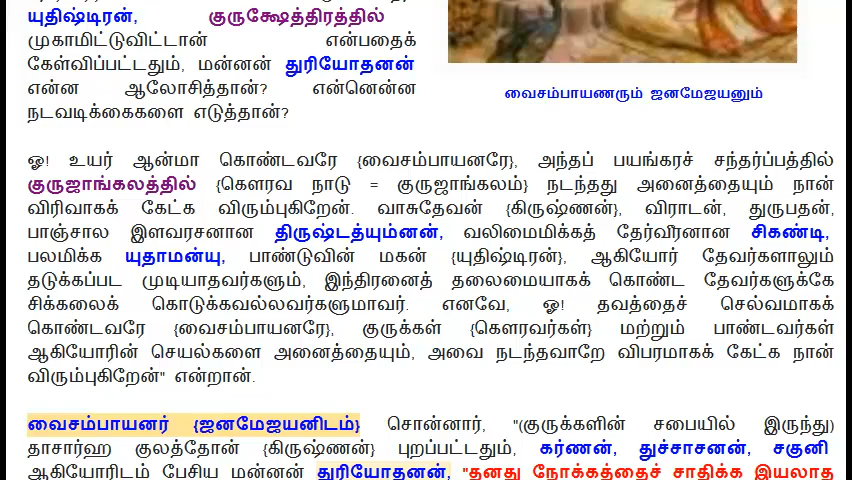 யுதிஷ்டிரன், குருக்ஷேத்திரத்தில்
முகாமிட்டுவிட்டான் என்பதைக்
கேள்விப்பட்டதும், மன்னன் துரியோதனன்
என்ன ஆலோசித்தான்? என்னென்ன
நடவடிக்கைகளை எடுத்தான்?
வைசம்பாயணரும் ஜனமேஜயனும்
ஓ! உயர் ஆன்மா கொண்டவரே {வைசம்பாயனரே}, அந்தப் பயங்கரச் சந்தர்ப்பத்தில்
குருஜாங்கலத்தில் {கௌரவ நாடு = குருஜாங்கலம்} நடந்தது அனைத்தையும் நான்
விரிவாகக் கேட்க விரும்புகிறேன். வாசுதேவன் {கிருஷ்ணன்}, விராடன், துருபதன்,
பாஞ்சால இளவரசனான திருஷ்டத்யும்னன், வலிமைமிக்கத் தேர்வீரனான சிகண்டி,
பலமிக்க யுதாமன்யு, பாண்டுவின் மகன் {யுதிஷ்டிரன்}, ஆகியோர் தேவர்களாலும்
தடுக்கப்பட முடியாதவர்களும், இந்திரனைத் தலைமையாகக் கொண்ட தேவர்களுக்கே
சிக்கலைக் கொடுக்கவல்லவர்களுமாவர். எனவே, ஓ! தவத்தைச் செல்வமாகக்
கொண்டவரே {வைசம்பாயனரே}, குருக்கள் {கௌரவர்கள்} மற்றும் பாண்டவர்கள்
ஆகியோரின் செயல்களை அனைத்தையும், அவை நடந்தவாறே விபரமாகக் கேட்க நான்
விரும்புகிறேன்" என்றான்.
வைசம்பாயனர் {ஜனமேஜயனிடம்} சொன்னார், "(குருக்களின் சபையில் இருந்து)
தாசார்ஹ குலத்தோன் {கிருஷ்ணன்} புறப்பட்டதும், கர்ணன், துச்சாசனன், சகுனி
ஆகியோரிடம் பேசிய மன்னன் துரியோதனன், "தனது நோக்கத்தைச் சாதிக்க இயலாத